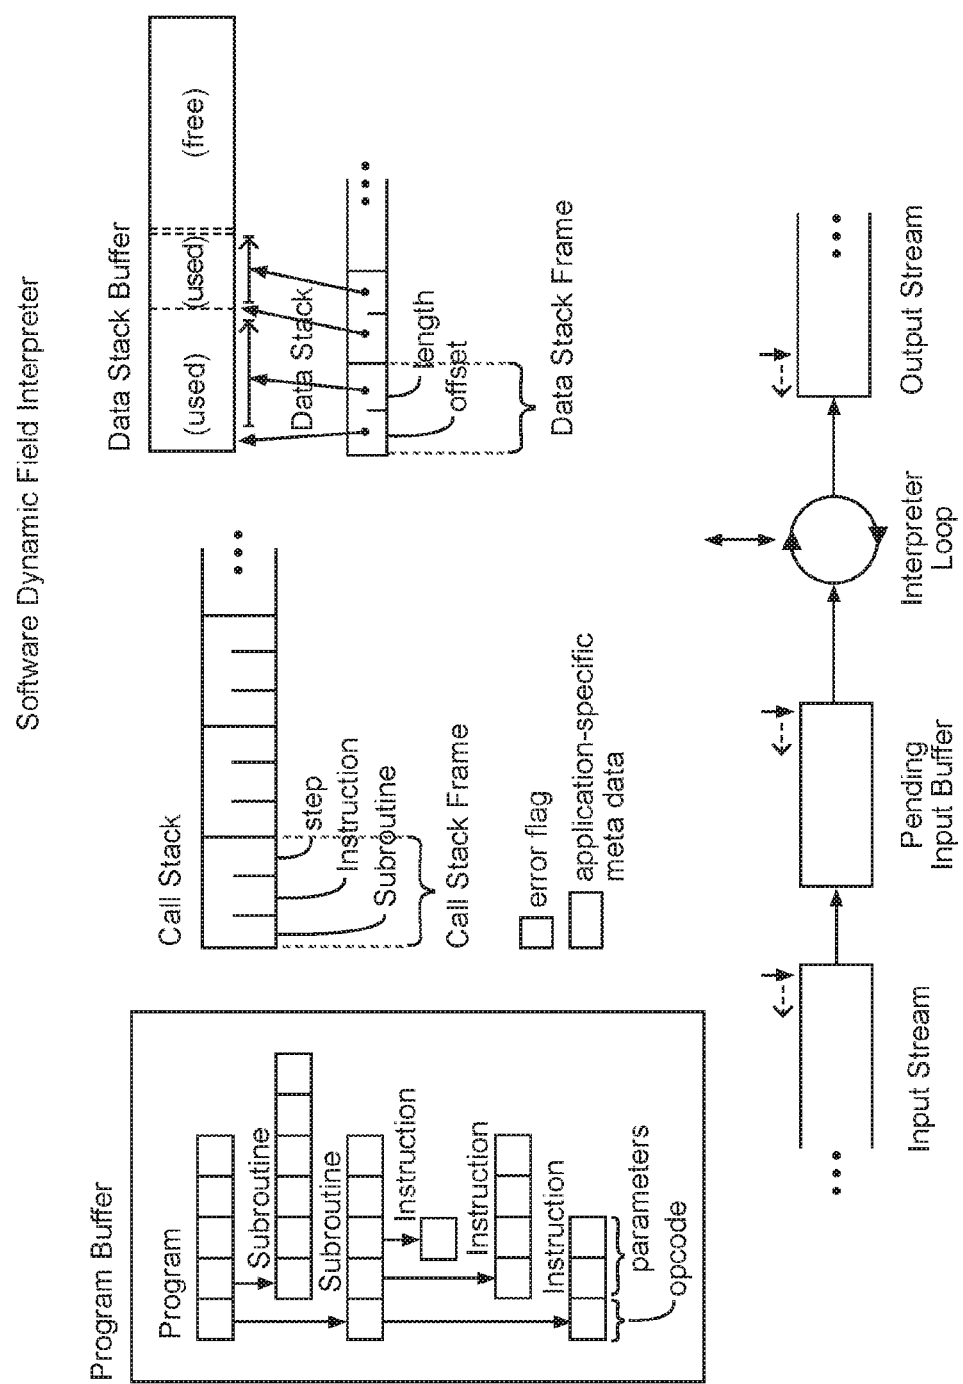 Software Dynamic Field Interpreter
Program Buffer
Program
Subroutine
Subroutine
Instruction
Instruction
Instruction
parameters
opcode
Call Stack
step
Instruction
Subroutine
Call Stack Frame
error flag
application-specific
meta data
Data Stack Buffer
(used)
(used)
(free)
Data Stack
length
offset
Data Stack Frame
Input Stream
Pending
Input Buffer
Interpreter
Loop
Output Stream